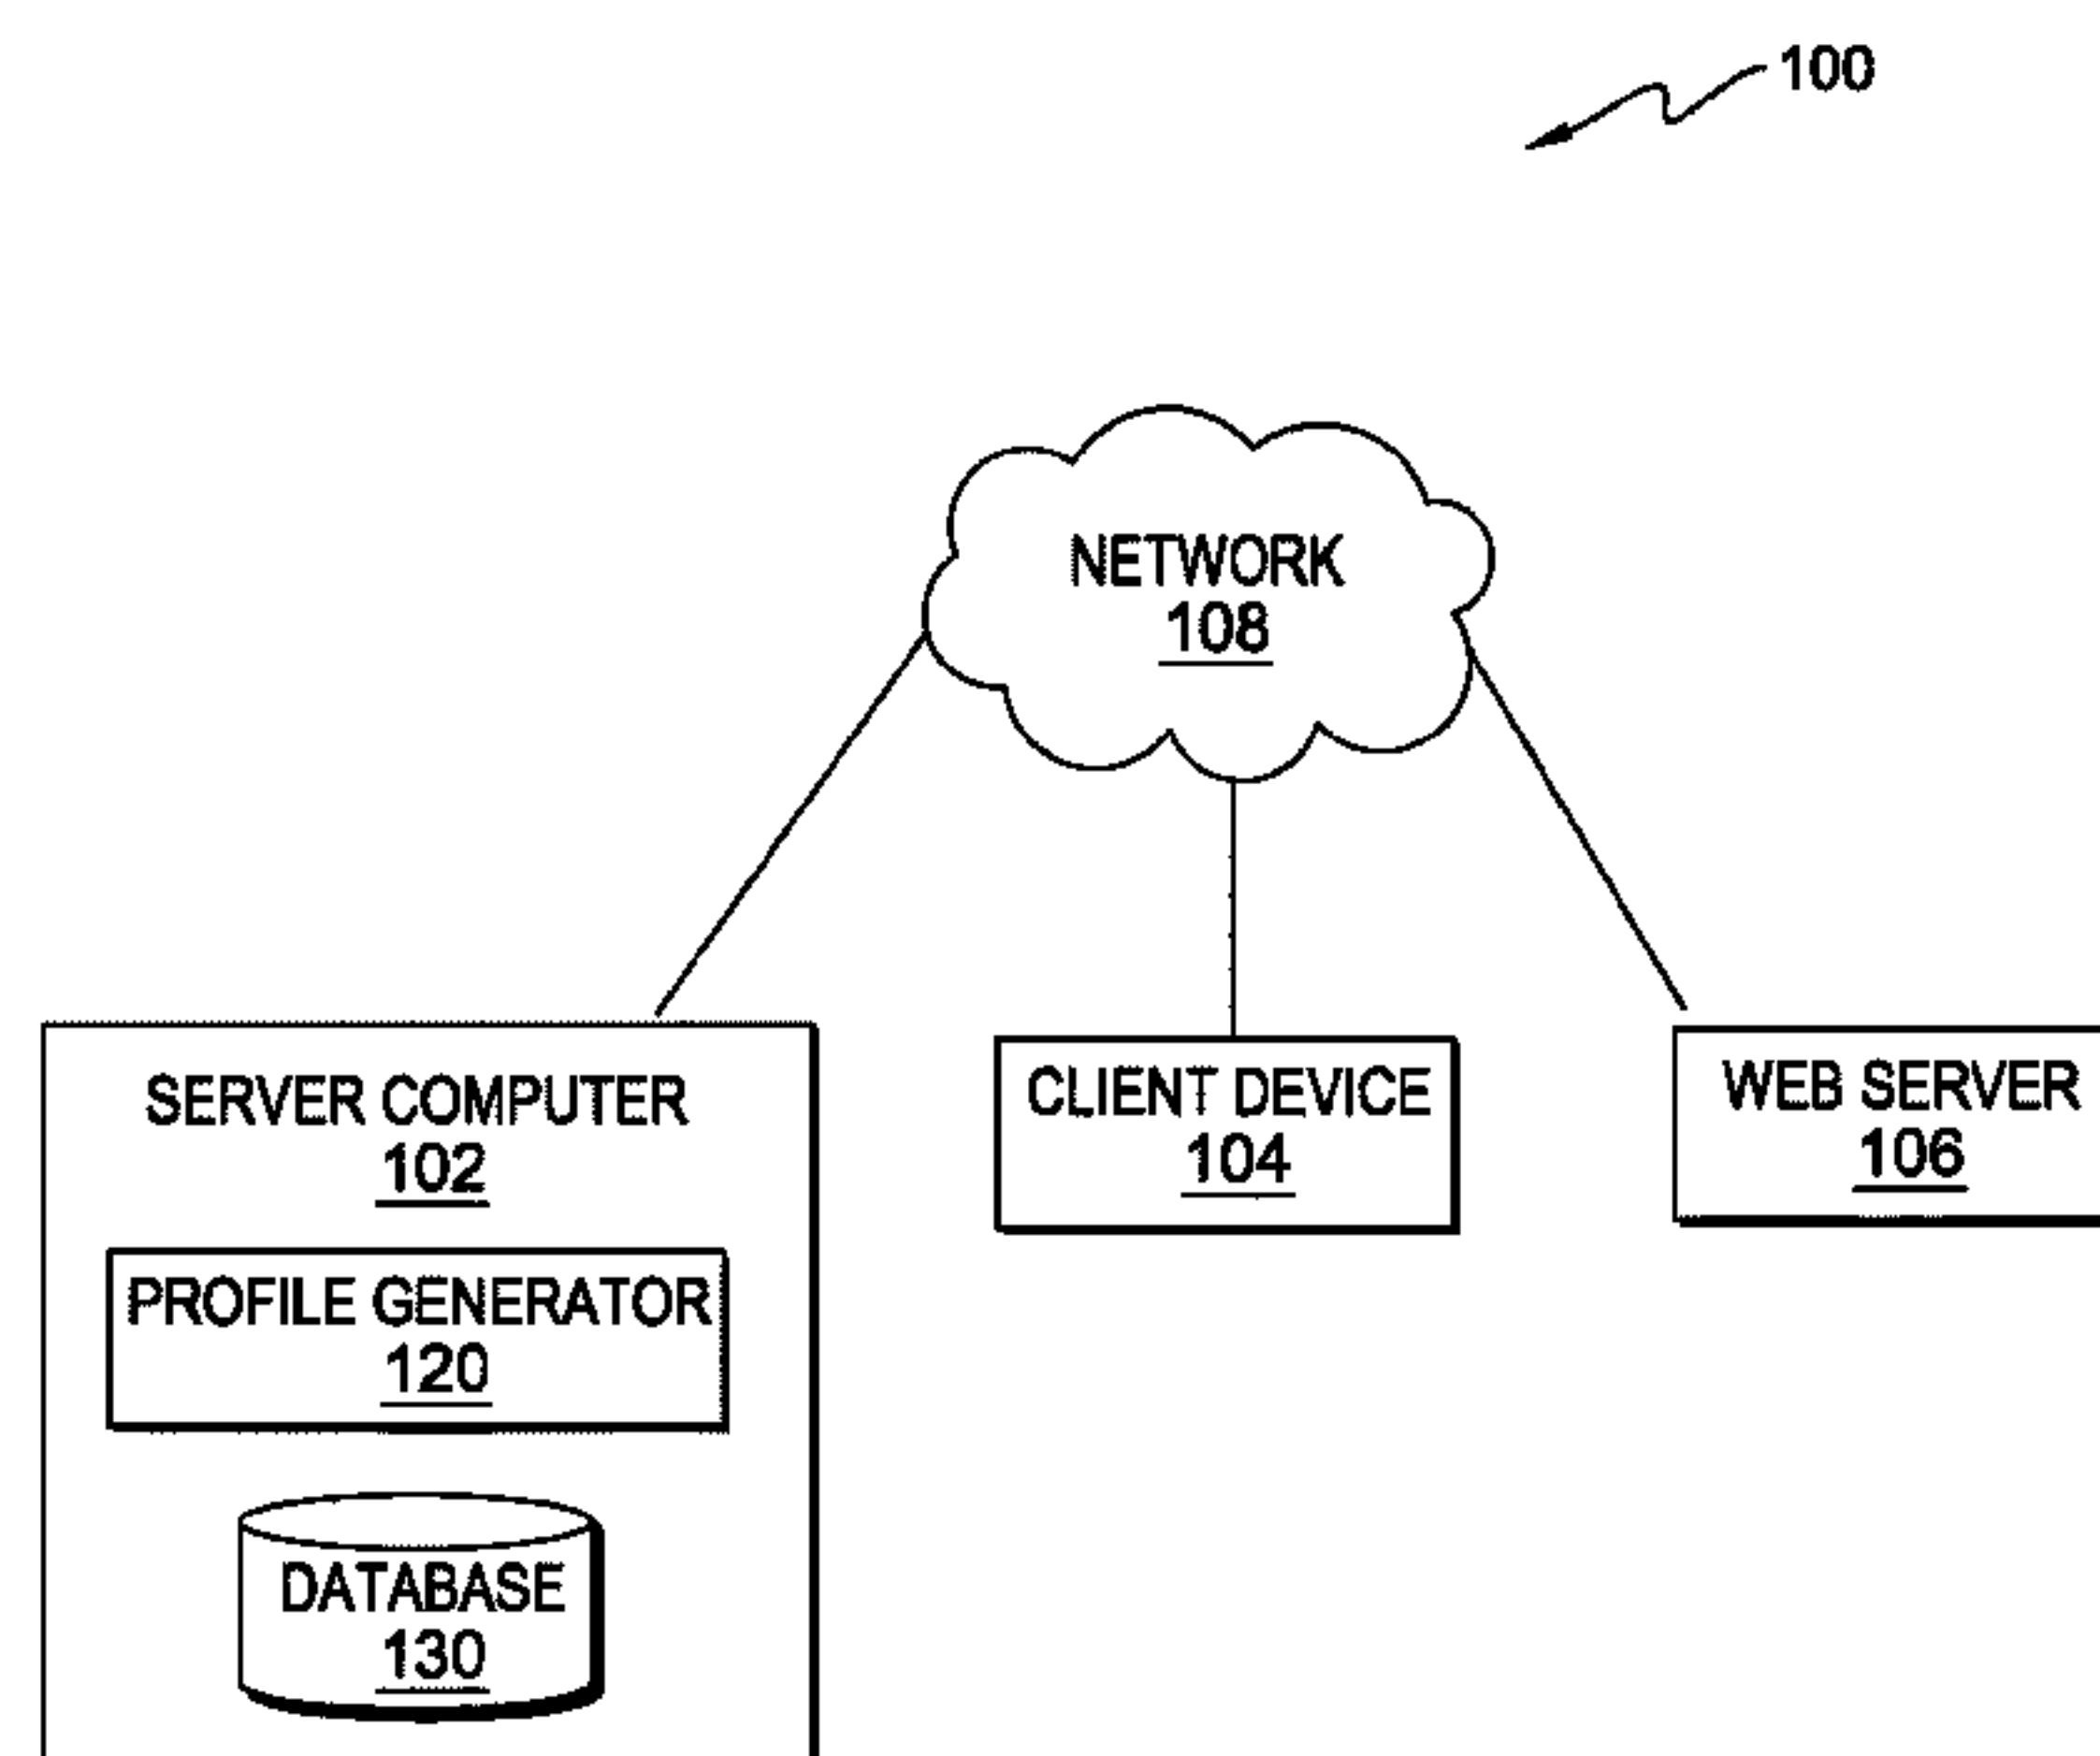 100
NETWORK
108
SERVER COMPUTER
102
PROFILE GENERATOR
120
DATABASE
130
CLIENT DEVICE
104
WEB SERVER
106